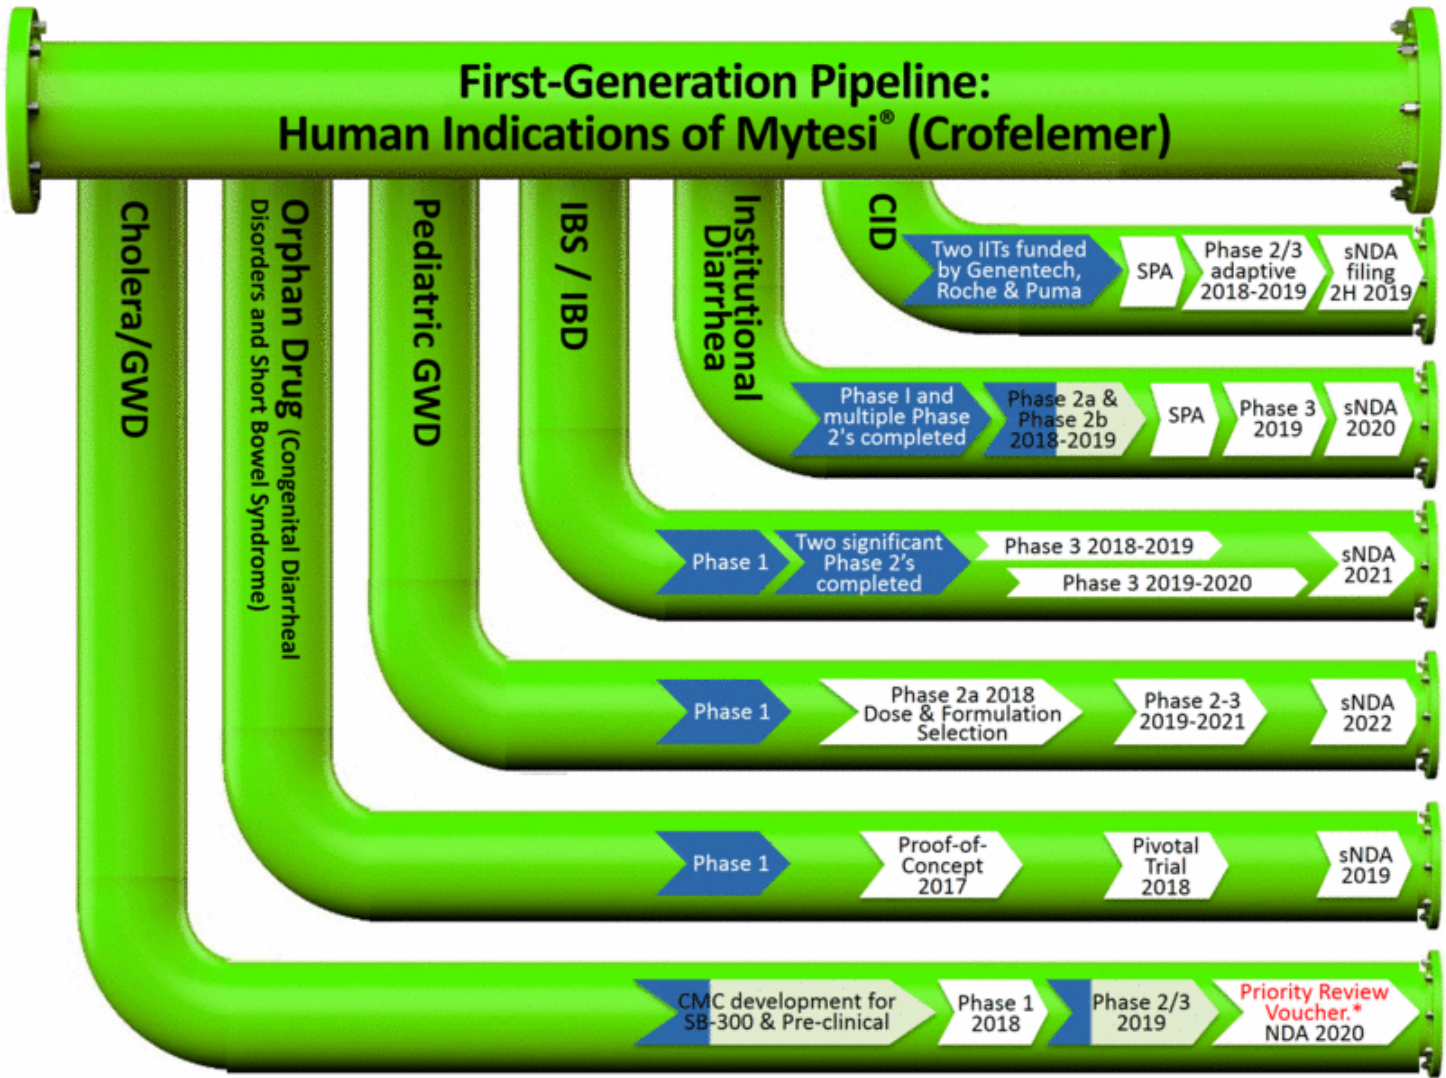 First-Generation Pipeline:
Human Indications of Mytesi® (Crofelemer)
Cholera/GWD
Orphan Drug (Congenital Diarrheal
Disorders and Short Bowel Syndrome)
Pediatric GWD
IBS / IBD
Institutional
Diarrhea
CID
Two IITs funded
by Genentech,
Roche & Puma
SPA
Phase 2/3
adaptive
2018-2019
sNDA
filing
2H 2019
Phase I and
multiple Phase
2's completed
Phase 2a &
Phase 2b
2018-2019
SPA
Phase 3
2019
sNDA
2020
Phase 1
Two significant
Phase 2's
completed
Phase 3 2018-2019
Phase 3 2019-2020
sNDA
2021
Phase 1
Phase 2a 2018
Dose & Formulation
Selection
Phase 2-3
2019-2021
sNDA
2022
Phase 1
Proof-of-
Concept
2017
Pivotal
Trial
2018
sNDA
2019
CMC development for
SB-300 & Pre-clinical
Phase 1
2018
Phase 2/3
2019
Priority Review
Voucher.*
NDA 2020